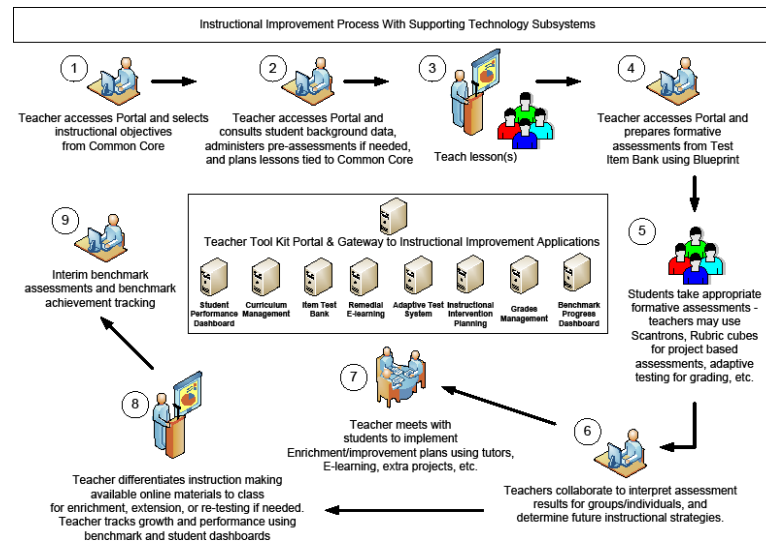 Instructional Improvement Process With Supporting Technology Subsystems
1
Teacher accesses Portal and selects
instructional objectives
from Common Core
2
Teacher accesses Portal and
consults student background data,
administers pre-assessments if needed,
and plans lessons tied to Common Core
3
Teach lesson(s)
4
Teacher accesses Portal and
prepares formative
assessments from Test
Item Bank using Blueprint
5
Students take appropriate
formative assessments -
teachers may use
Scantrons, Rubric cubes
for project based
assessments, adaptive
testing for grading, etc.
6
Teachers collaborate to interpret assessment
results for groups/individuals, and
determine future instructional strategies.
7
Teacher meets with
students to implement
Enrichment/improvement plans using tutors,
E-learning, extra projects, etc.
8
Teacher differentiates instruction making
available online materials to class
for enrichment, extension, or re-testing if needed.
Teacher tracks growth and performance using
benchmark and student dashboards
9
Interim benchmark
assessments and benchmark
achievement tracking
Teacher Tool Kit Portal & Gateway to Instructional Improvement Applications
Student
Performance
Dashboard
Curriculum
Management
Item Test
Bank
Remedial
E-learning
Adaptive Test
System
Instructional
Intervention
Planning
Grades
Management
Benchmark
Progress
Dashboard